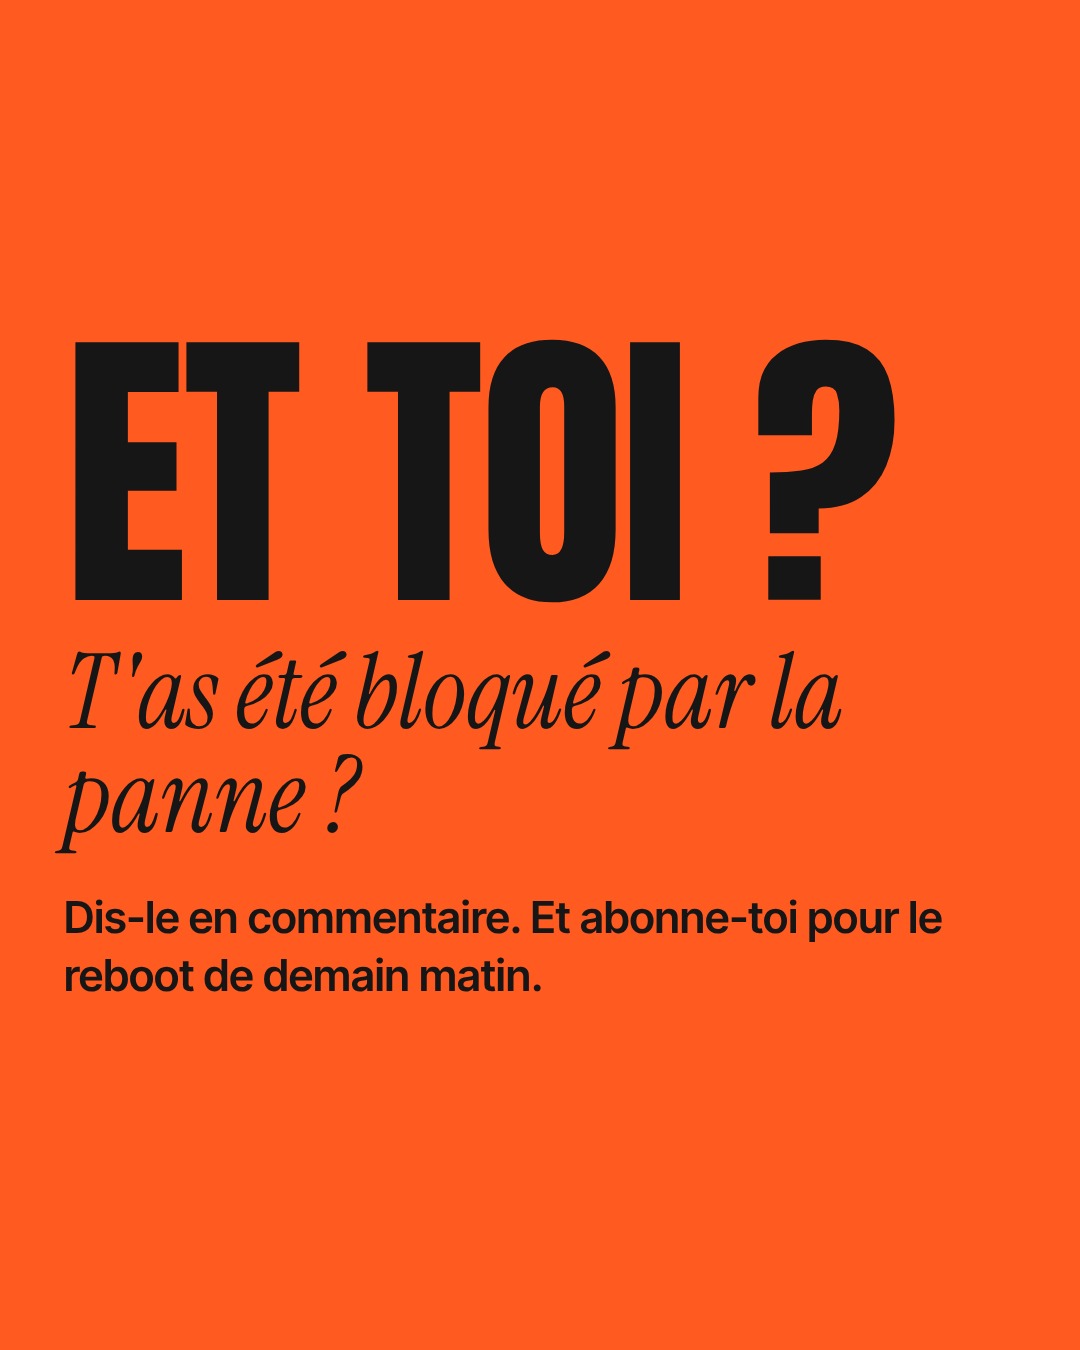 ET TOI ?
T'as été bloqué par la
panne ?
Dis-le en commentaire. Et abonne-toi pour le
reboot de demain matin.